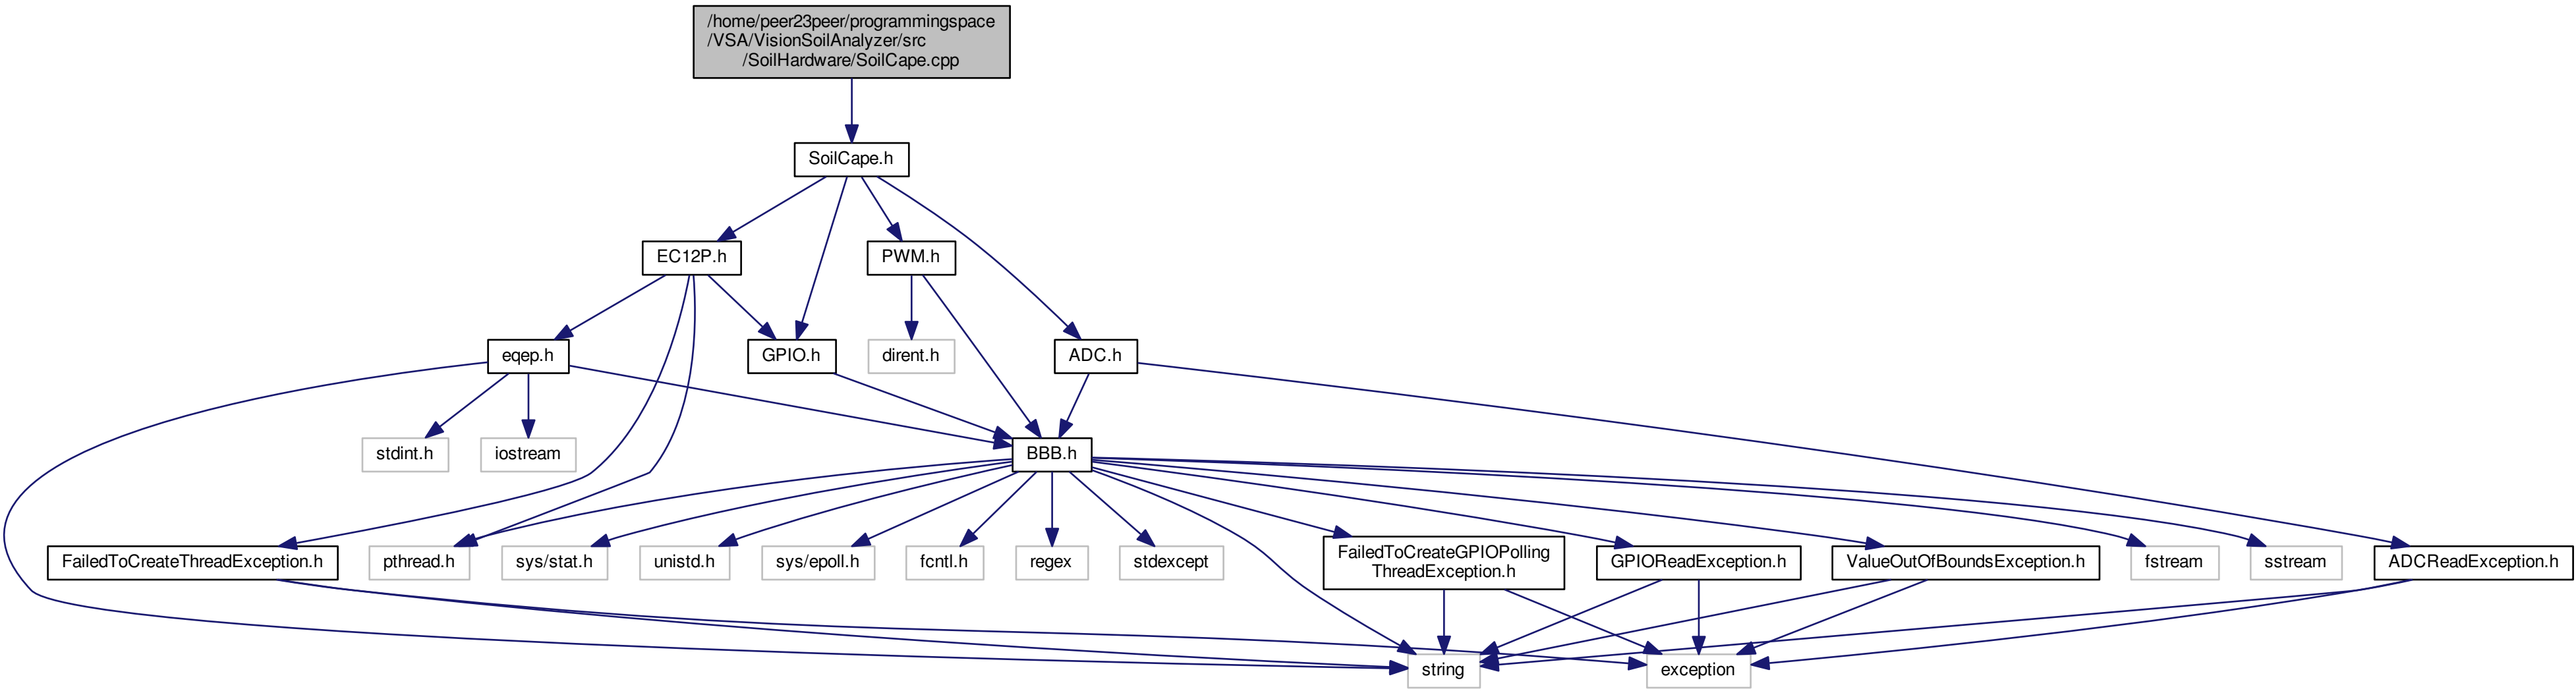 /home/peer23peer/programmingspace
/VSA/VisionSoilAnalyzer/src
/SoilHardware/SoilCape.cpp
SoilCape.h
EC12P.h
PWM.h
eqep.h
GPIO.h
dirent.h
ADC.h
stdint.h
iostream
BBB.h
FailedToCreateThreadException.h
pthread.h
sys/stat.h
unistd.h
sys/epoll.h
fcntl.h
regex
stdexcept
FailedToCreateGPIOPolling
ThreadException.h
GPIOReadException.h
ValueOutOfBoundsException.h
fstream
sstream
ADCReadException.h
string
exception